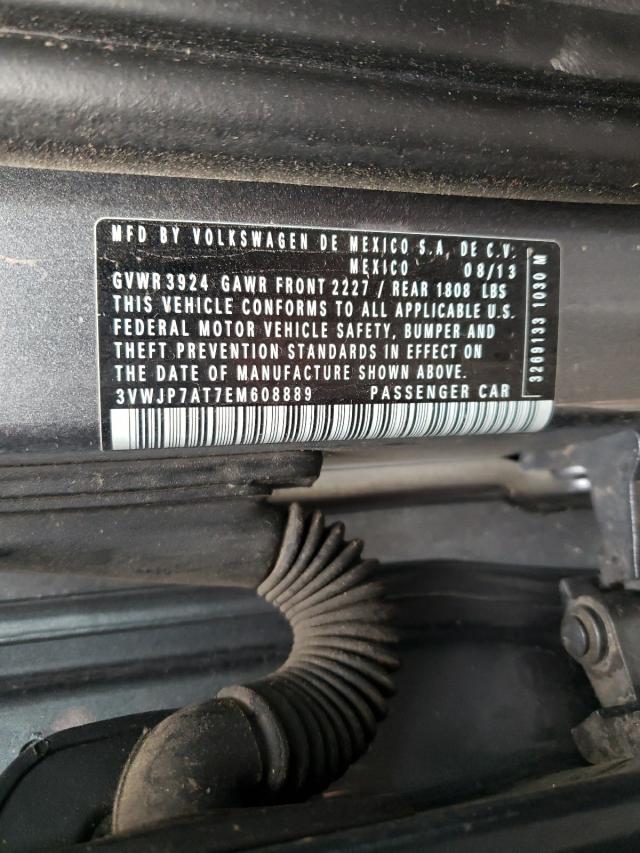 MFD BY VOLKSWAGEN DE MEXICO S.A, DE C.V:
MEXICO 08/13
GVWR 3924 GAWR FRONT 2227 / REAR 1808 LBS
THIS VEHICLE CONFORMS TO ALL APPLICABLE U.S.
FEDERAL MOTOR VEHICLE SAFETY, BUMPER AND
THEFT PREVENTION STANDARDS IN EFFECT ON
THE DATE OF MANUFACTURE SHOWN ABOVE.
3VWJP7AT7EM608889 PASSENGER CAR
3269133 1030 M